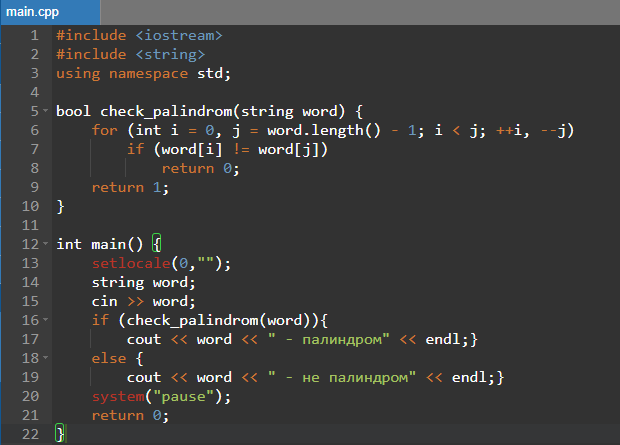 main.cpp
1 #include <iostream>
2 #include <string>
3 using namespace std;
4
5 bool check_palindrom(string word) {
6     for (int i = 0, j = word.length() - 1; i < j; ++i, --j)
7         if (word[i] != word[j])
8             return 0;
9     return 1;
10 }
11
12 int main() {
13     setlocale(0,"");
14     string word;
15     cin >> word;
16     if (check_palindrom(word)){
17         cout << word << " - палиндром" << endl;}
18     else {
19         cout << word << " - не палиндром" << endl;}
20     system("pause");
21     return 0;
22 }